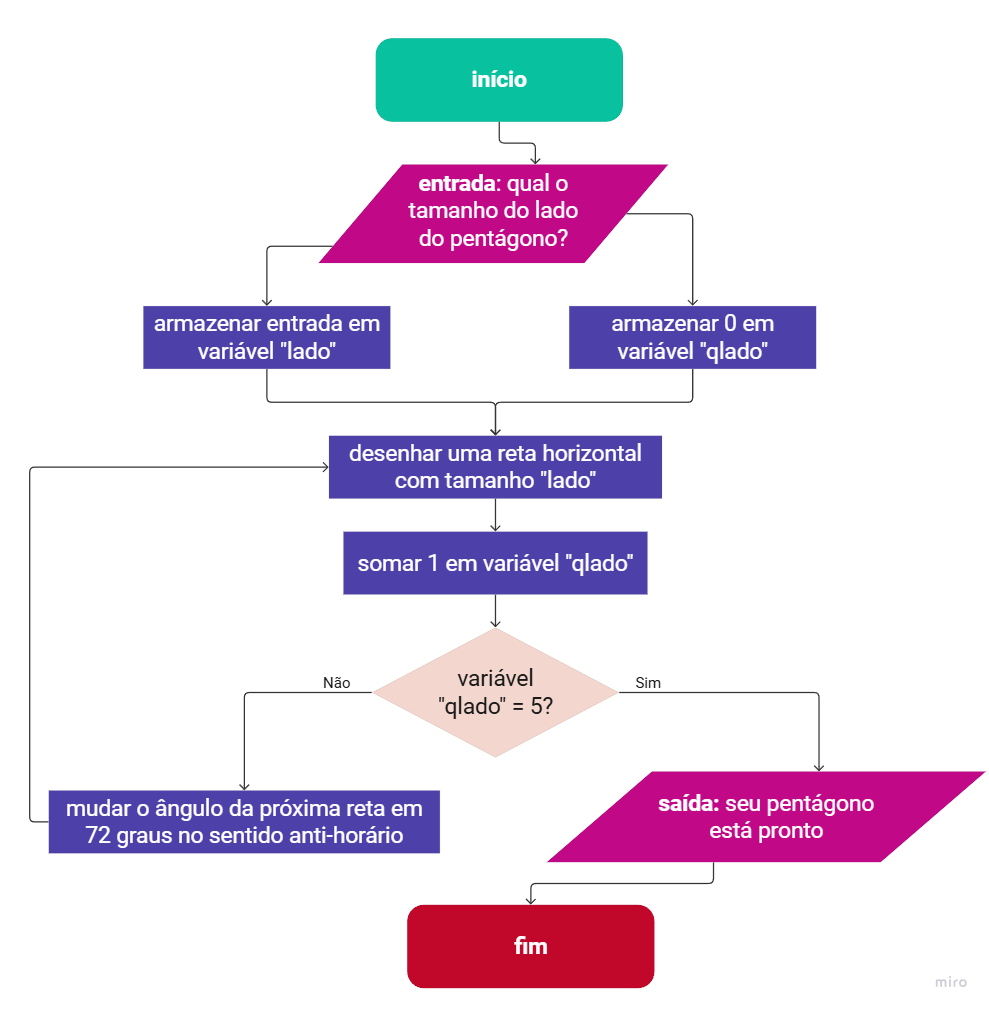 início
entrada: qual o
tamanho do lado
do pentágono?
armazenar entrada em
variável "lado"
armazenar 0 em
variável "qlado"
desenhar uma reta horizontal
com tamanho "lado"
somar 1 em variável "qlado"
variável
"qlado" = 5?
Não
Sim
mudar o ângulo da próxima reta em
72 graus no sentido anti-horário
saída: seu pentágono
está pronto
fim
miro